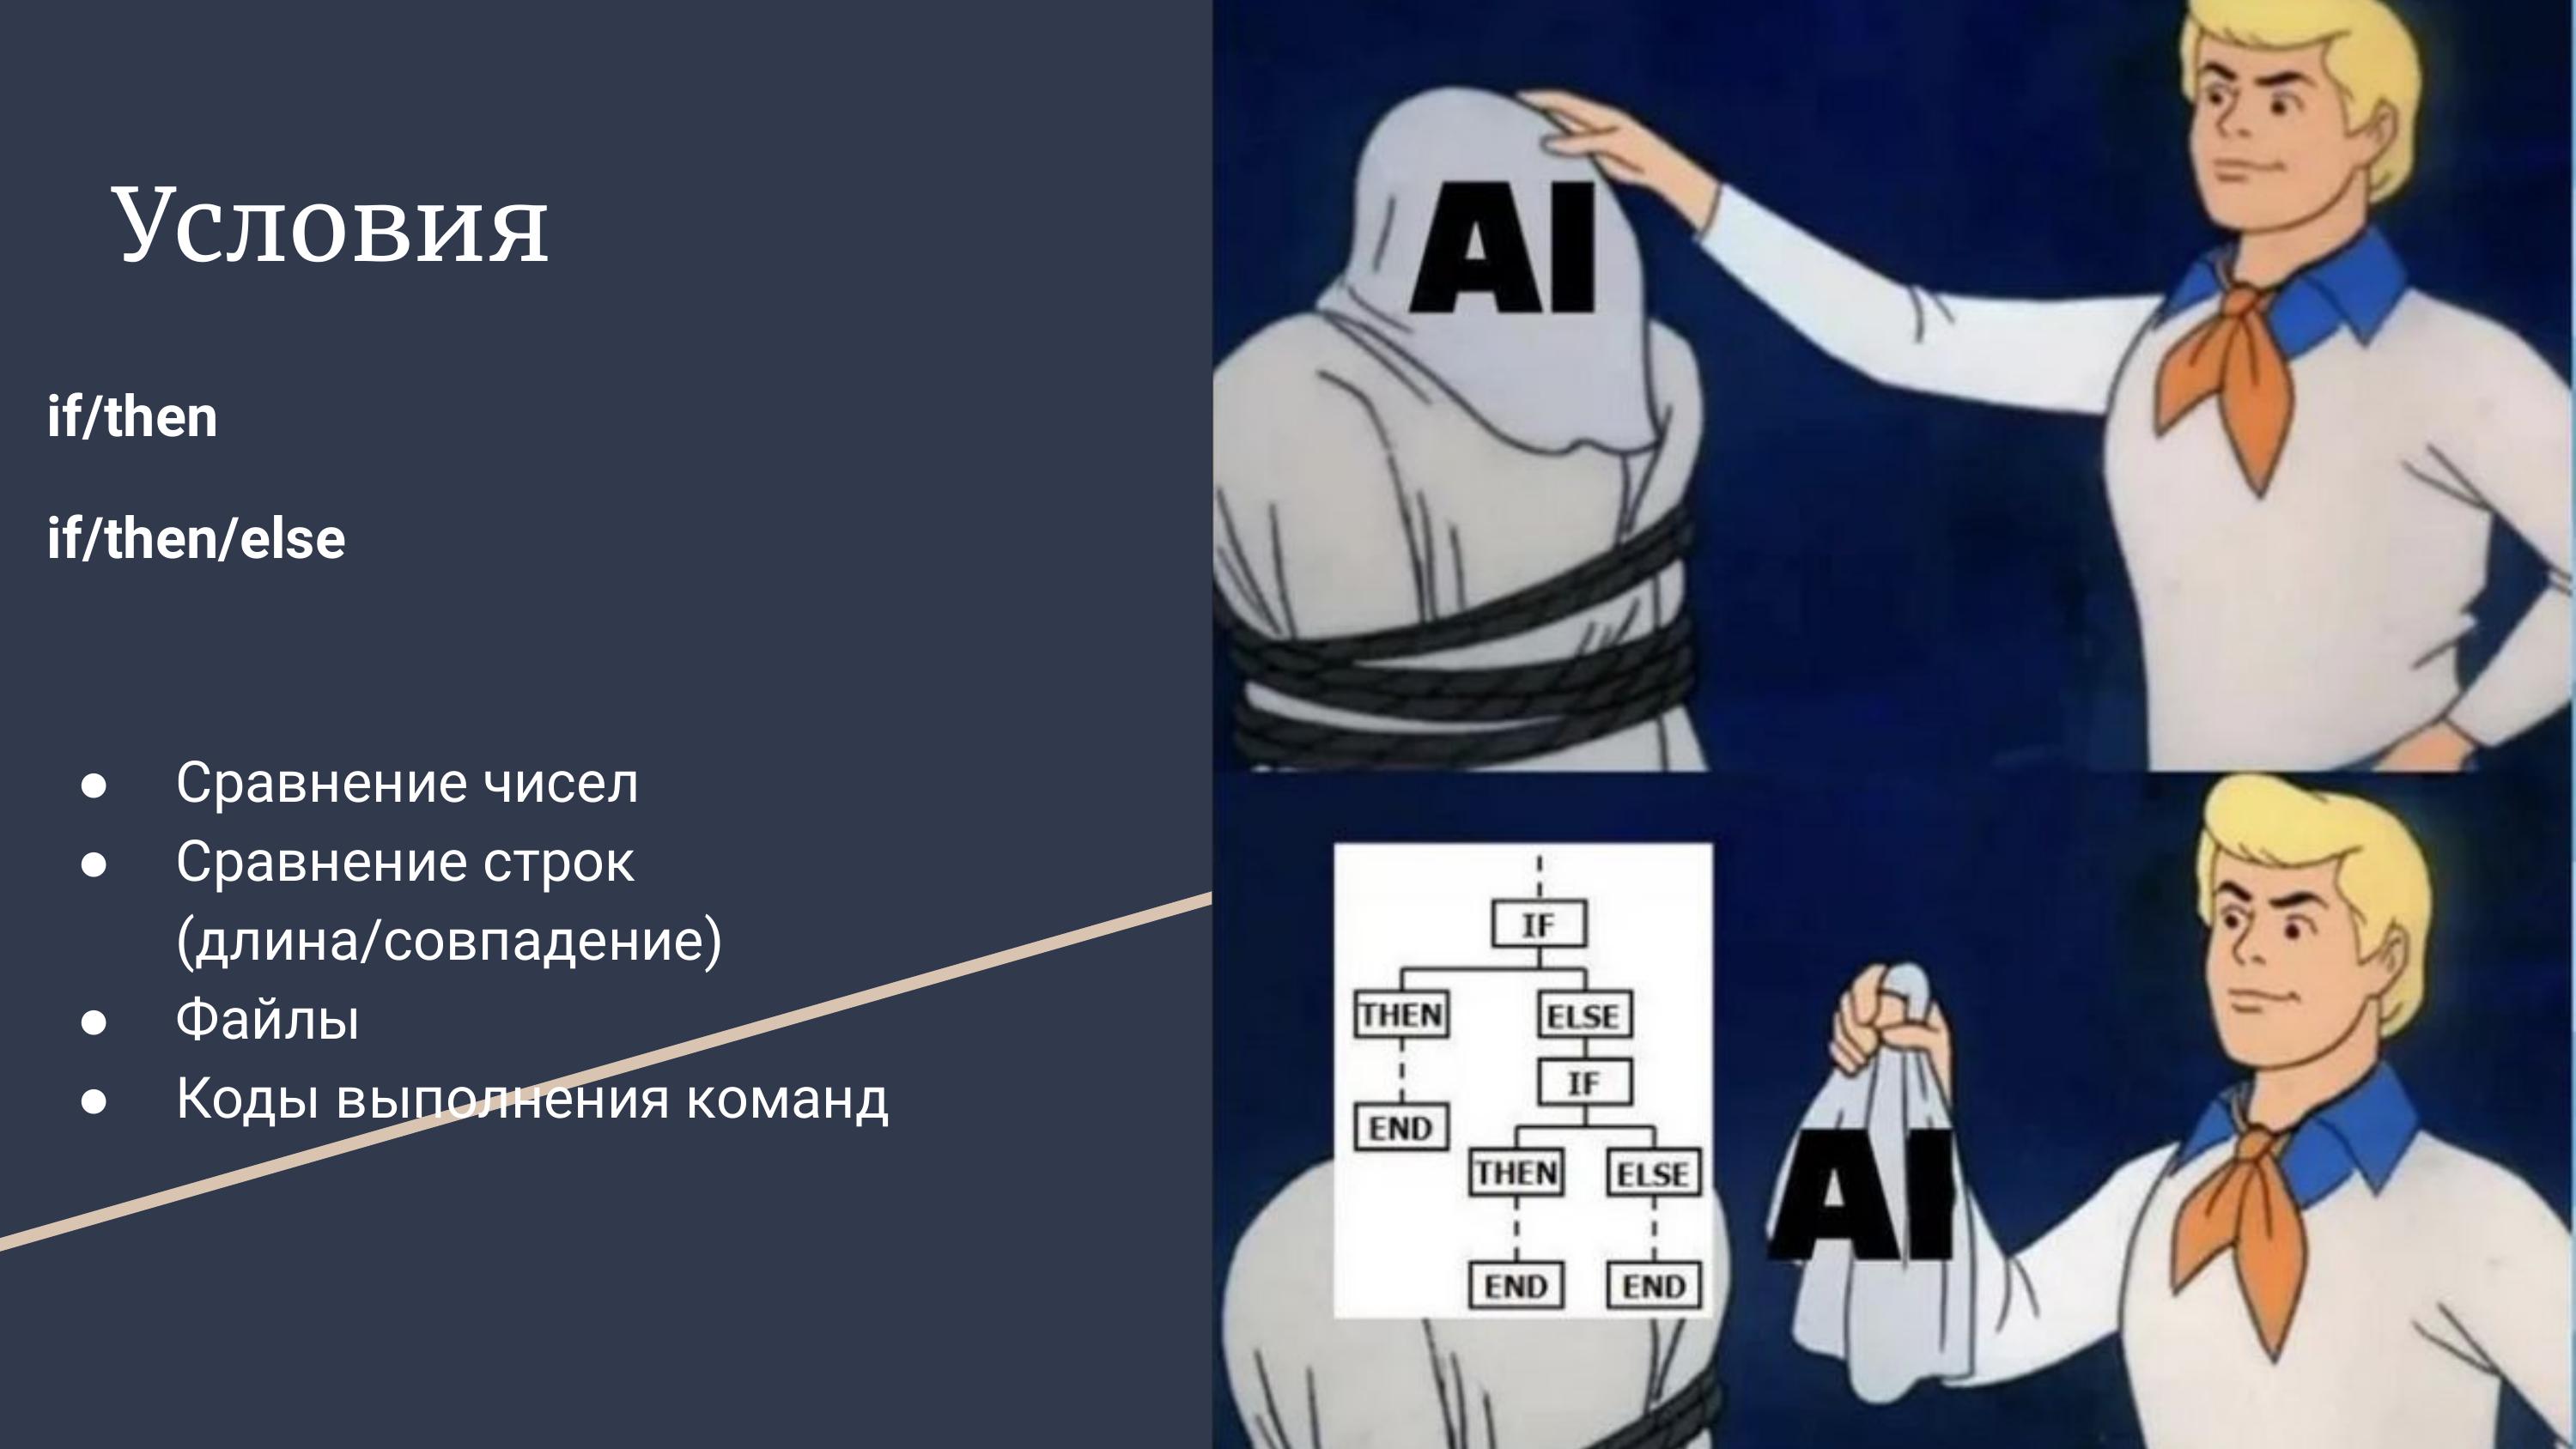 Условия
if/then
if/then/else
● Сравнение чисел
● Сравнение строк
(длина/совпадение)
● Файлы
● Коды выполнения команд
AI
IF
THEN ELSE
IF
END
THEN ELSE
END END
AI